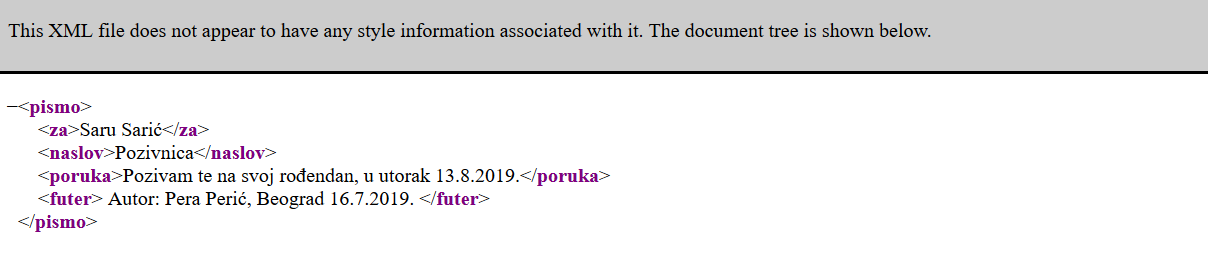 This XML file does not appear to have any style information associated with it. The document tree is shown below.
−<pismo>
<za>Saru Sarić</za>
<naslov>Pozivnica</naslov>
<poruka>Pozivam te na svoj rođendan, u utorak 13.8.2019.</poruka>
<futer> Autor: Pera Perić, Beograd 16.7.2019. </futer>
</pismo>